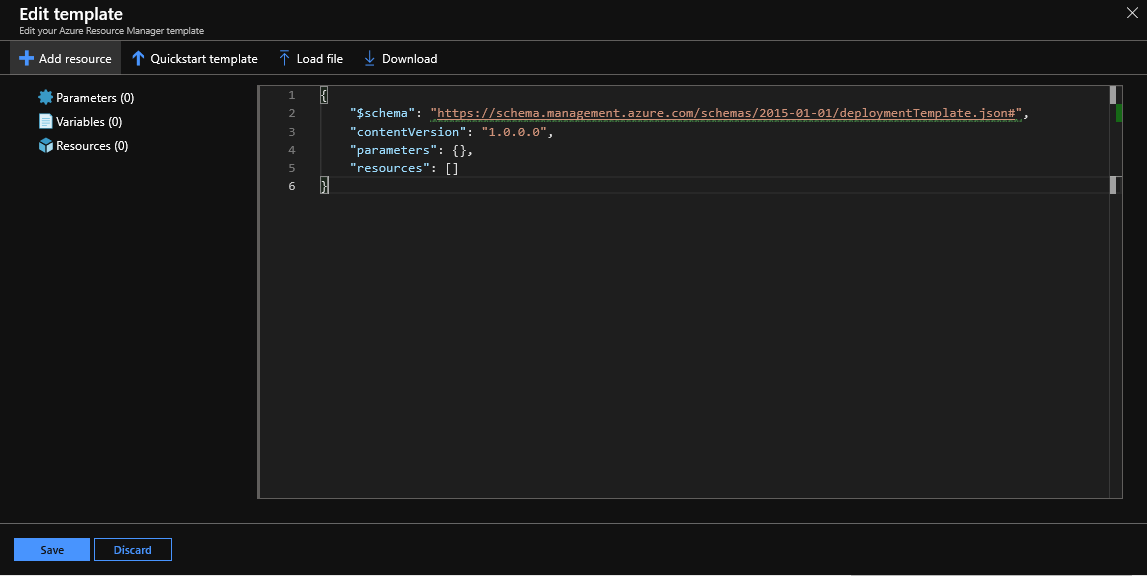 Edit template
Edit your Azure Resource Manager template
Add resource Quickstart template Load file Download
Parameters (0)
Variables (0)
Resources (0)
1 {
2 "$schema": "https://schema.management.azure.com/schemas/2015-01-01/deploymentTemplate.json#",
3 "contentVersion": "1.0.0.0",
4 "parameters": {},
5 "resources": []
6 }
Save Discard